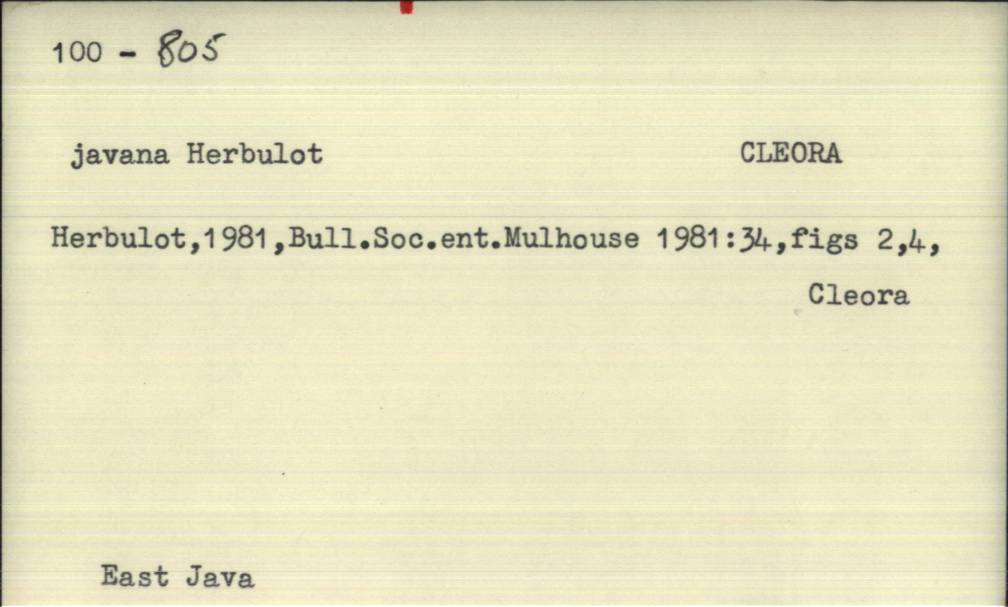 100 - 805
javana Herbulot CLEORA
Herbulot,1981,Bull.Soc.ent.Mulhouse 1981:34,figs 2,4,
Cleora
East Java